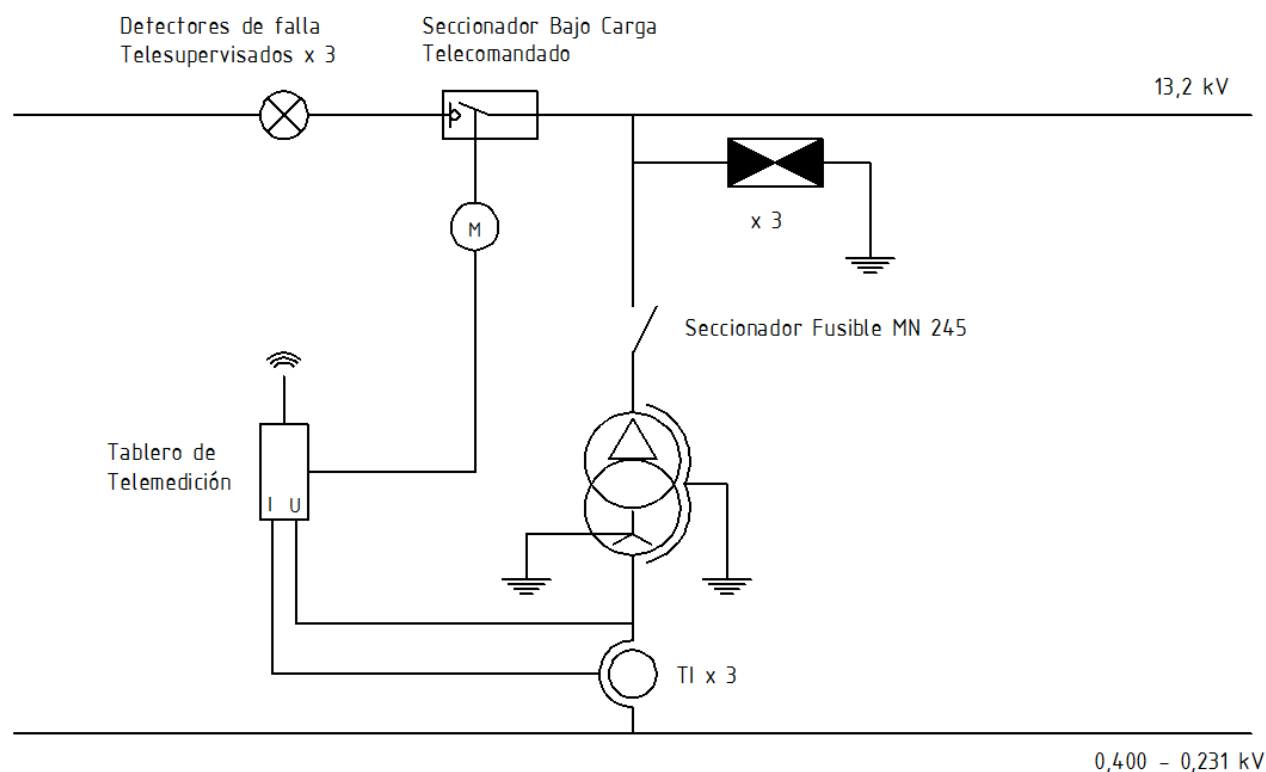 Detectores de falla
Telesupervisados x 3
Seccionador Bajo Carga
Telecomandado
13,2 kV
x 3
M
Seccionador Fusible MN 245
Tablero de
Telemedición
I U
TI x 3
0,400 - 0,231 kV